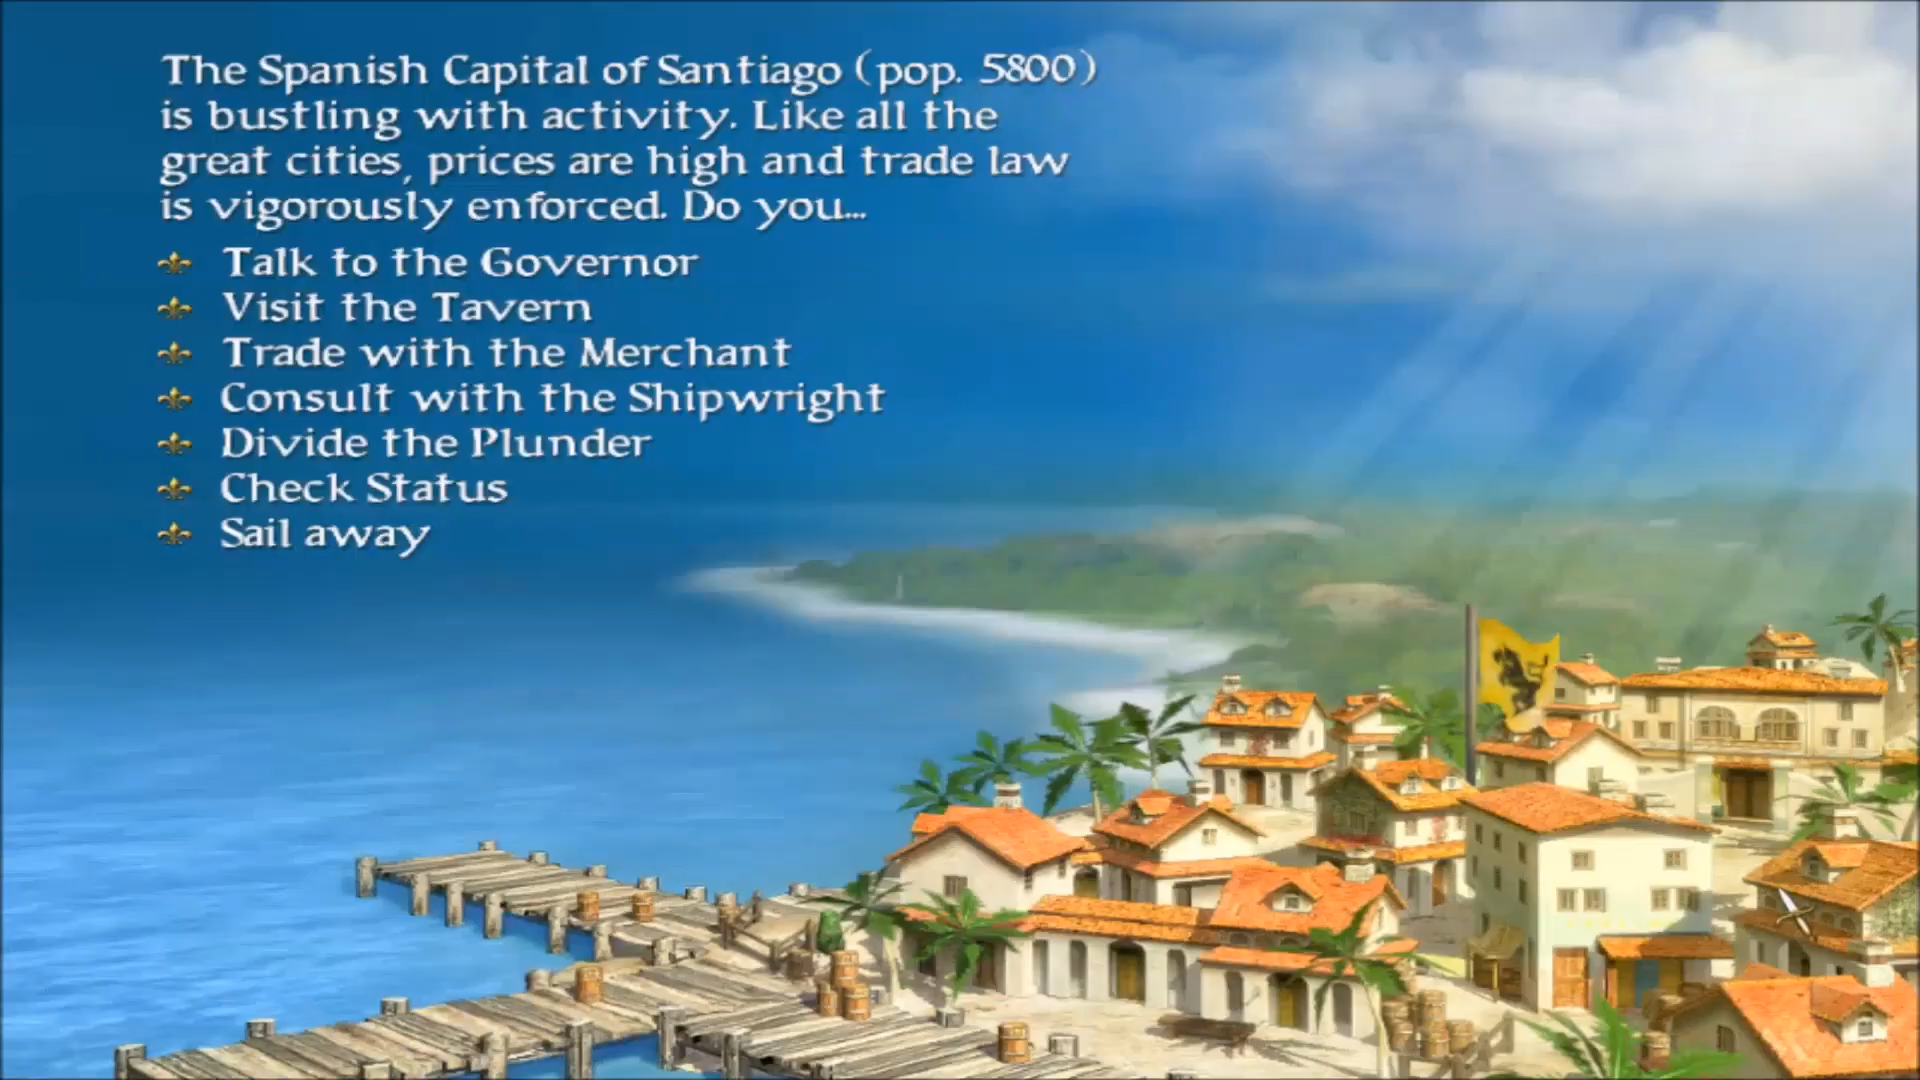 The Spanish Capital of Santiago (pop. 5800)
is bustling with activity. Like all the
great cities, prices are high and trade law
is vigorously enforced. Do you...
Talk to the Governor
Visit the Tavern
Trade with the Merchant
Consult with the Shipwright
Divide the Plunder
Check Status
Sail away